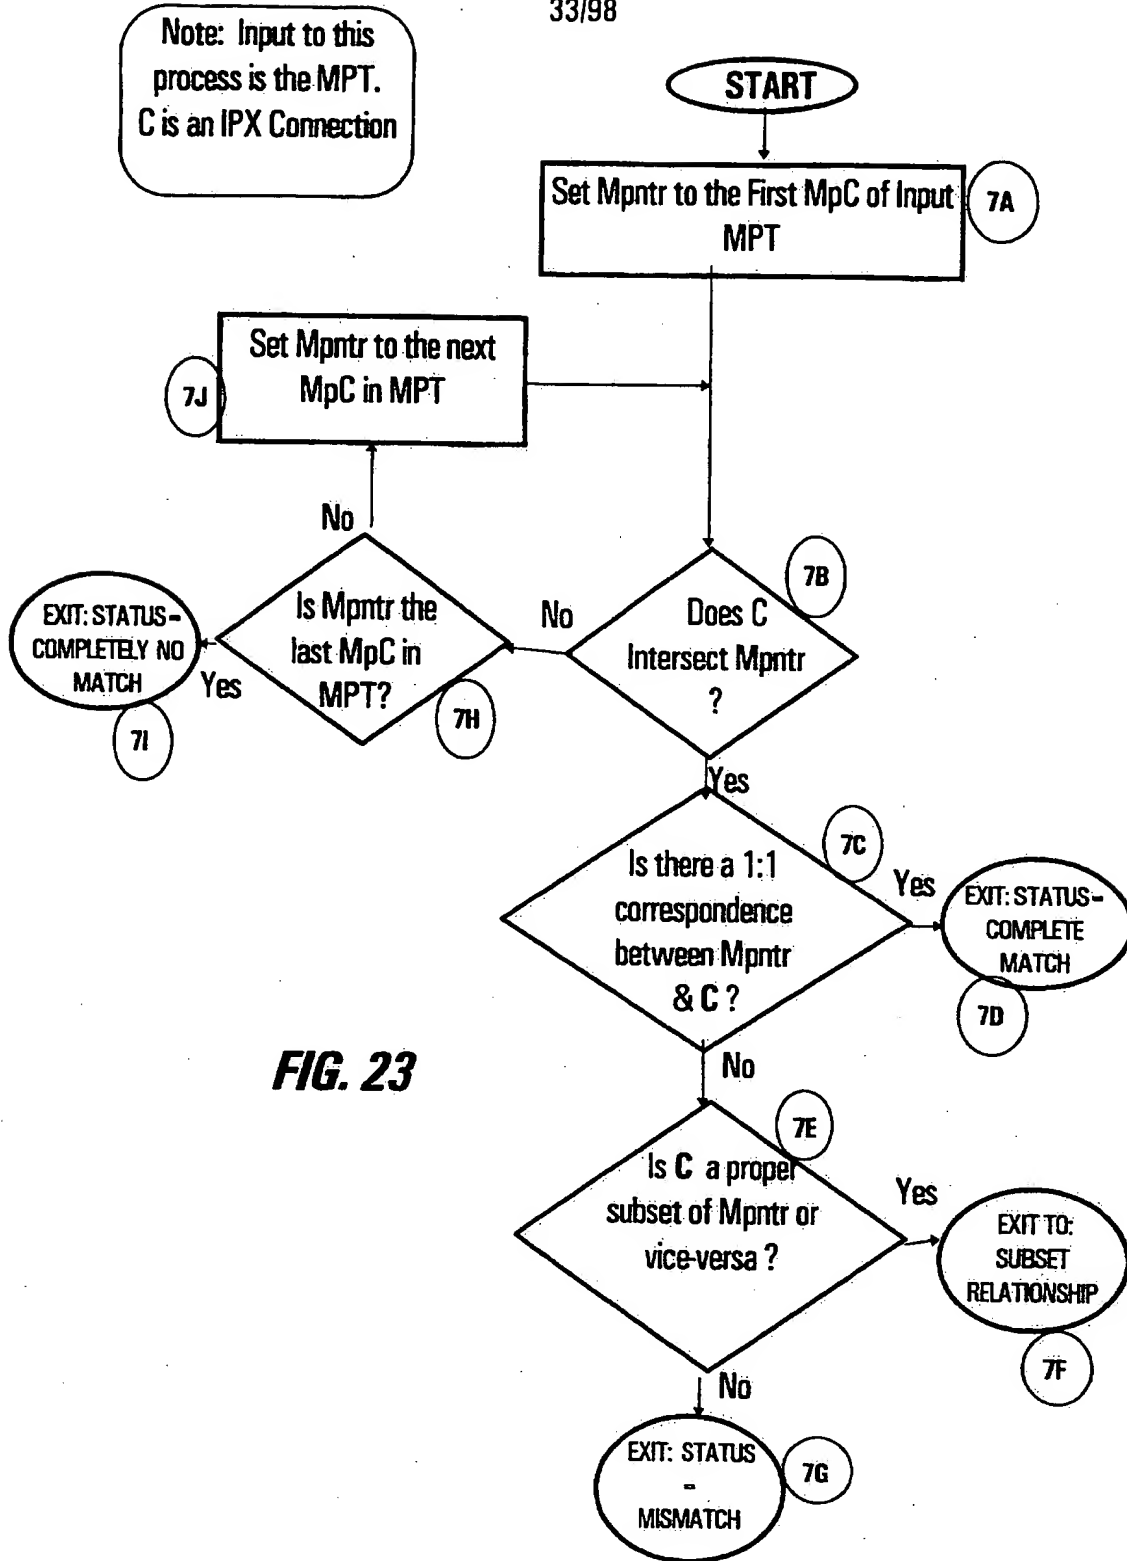 33/98
Note: Input to this
process is the MPT.
C is an IPX Connection
START
Set Mpntr to the First MpC of Input
MPT
7A
Set Mpntr to the next
MpC in MPT
7J
No
7B
Does C
Intersect Mpntr
?
No
Is Mpntr the
last MpC in
MPT?
7H
EXIT: STATUS-
COMPLETELY NO
MATCH
Yes
7I
Yes
7C
Is there a 1:1
correspondence
between Mpntr
& C ?
Yes
EXIT: STATUS-
COMPLETE
MATCH
7D
No
FIG. 23
7E
Is C a proper
subset of Mpntr or
vice-versa ?
Yes
EXIT TO:
SUBSET
RELATIONSHIP
7F
No
EXIT: STATUS
-
MISMATCH
7G